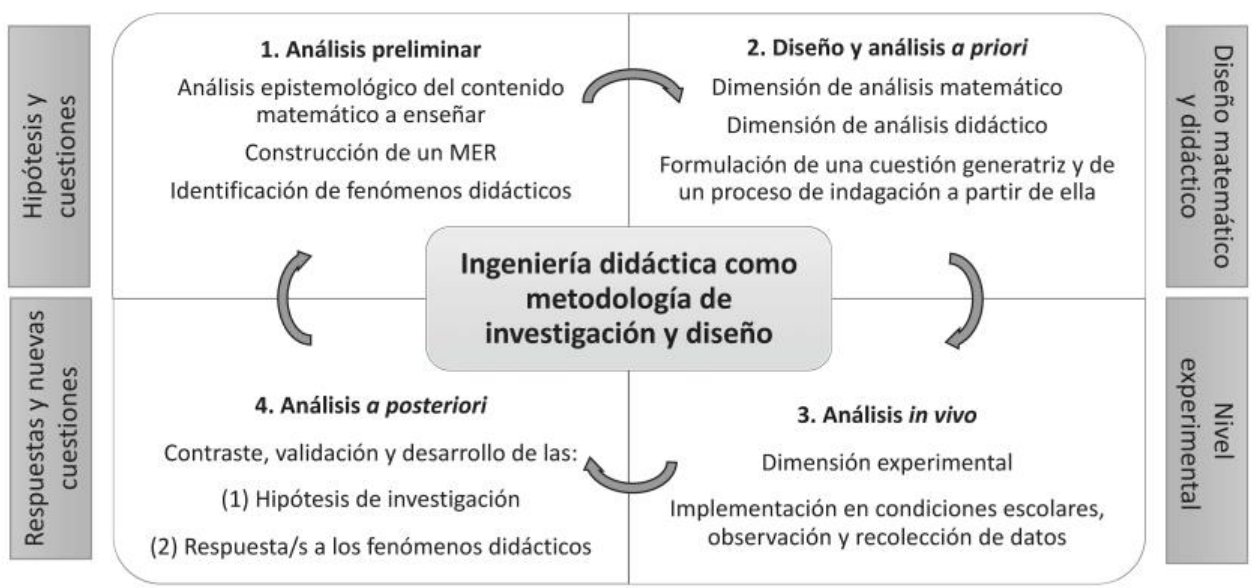 Hipótesis y
cuestiones
1. Análisis preliminar
Análisis epistemológico del contenido
matemático a enseñar
Construcción de un MER
Identificación de fenómenos didácticos
2. Diseño y análisis a priori
Dimensión de análisis matemático
Dimensión de análisis didáctico
Formulación de una cuestión generatriz y de
un proceso de indagación a partir de ella
Diseño matemático
y didáctico
Ingeniería didáctica como
metodología de
investigación y diseño
Respuestas y nuevas
cuestiones
4. Análisis a posteriori
Contraste, validación y desarrollo de las:
(1) Hipótesis de investigación
(2) Respuesta/s a los fenómenos didácticos
3. Análisis in vivo
Dimensión experimental
Implementación en condiciones escolares,
observación y recolección de datos
Nivel
experimental